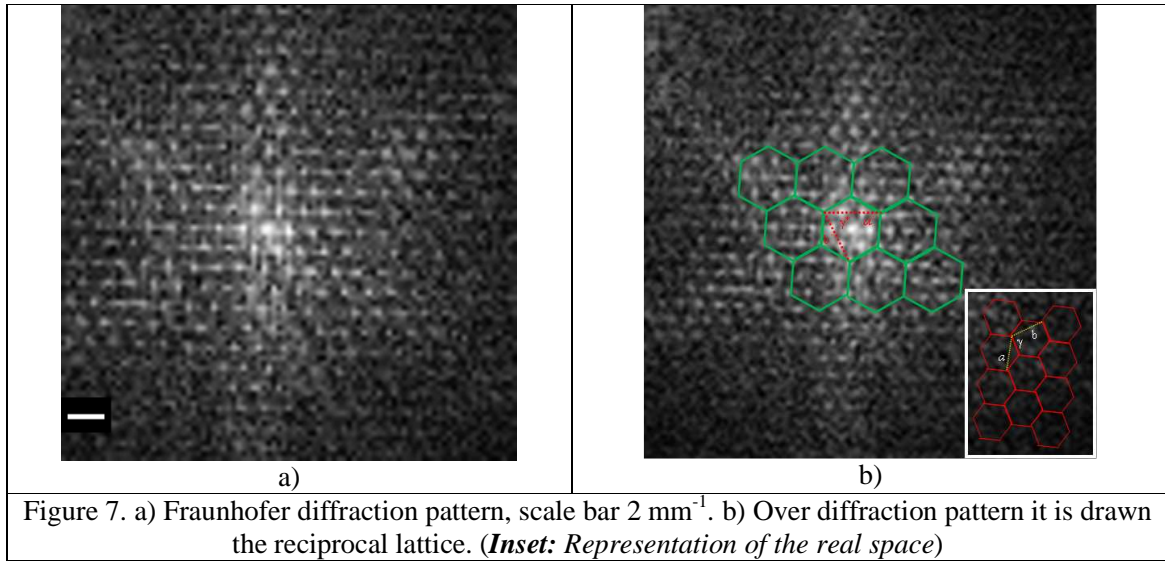 a
γ
a
γ
b
a)
b)
Figure 7. a) Fraunhofer diffraction pattern, scale bar 2 mm⁻¹. b) Over diffraction pattern it is drawn
the reciprocal lattice. (Inset: Representation of the real space)